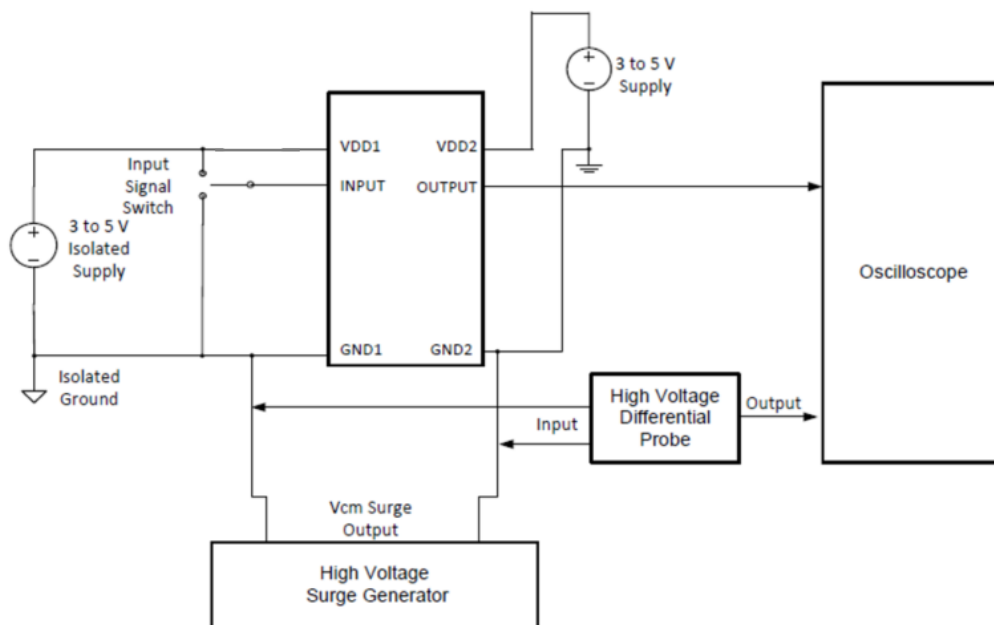 3 to 5 V
Supply
VDD1
VDD2
Input
Signal
Switch
INPUT
OUTPUT
3 to 5 V
Isolated
Supply
Oscilloscope
GND1
GND2
Isolated
Ground
High Voltage
Differential
Probe
Input
Output
Vcm Surge
Output
High Voltage
Surge Generator